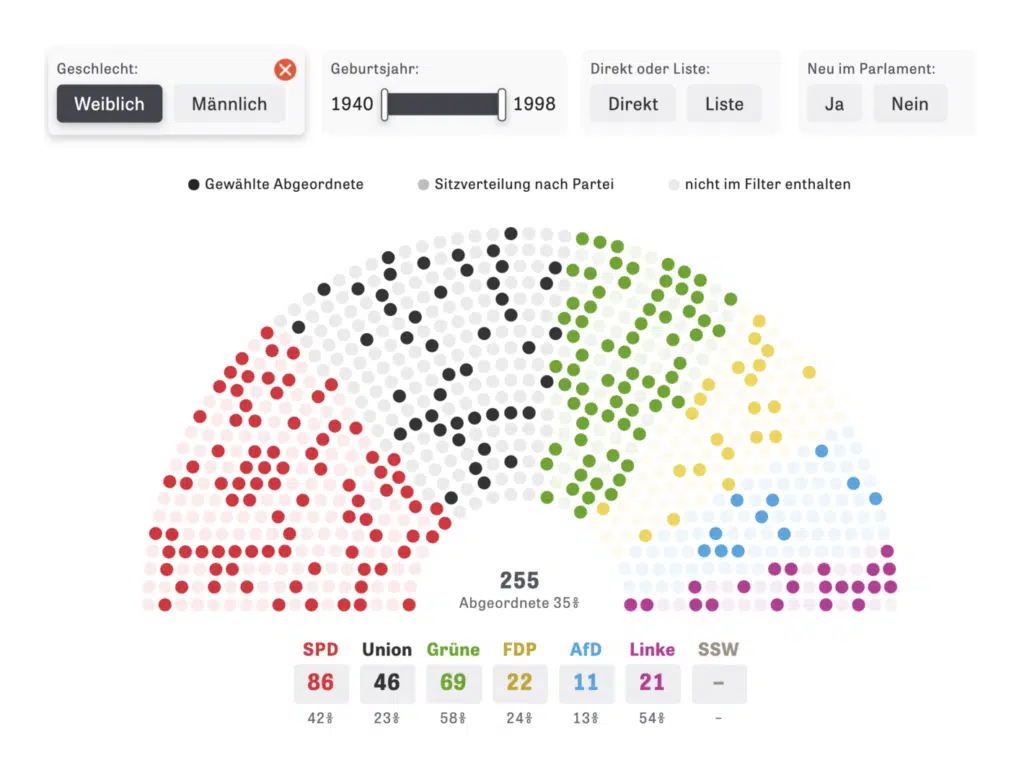 Geschlecht:
Weiblich
Männlich
Geburtsjahr:
1940
1998
Direkt oder Liste:
Direkt
Liste
Neu im Parlament:
Ja
Nein
Gewählte Abgeordnete
Sitzverteilung nach Partei
nicht im Filter enthalten
255
Abgeordnete 35%
SPD Union Grüne FDP AfD Linke SSW
86 46 69 22 11 21 –
42% 23% 58% 24% 13% 54% -